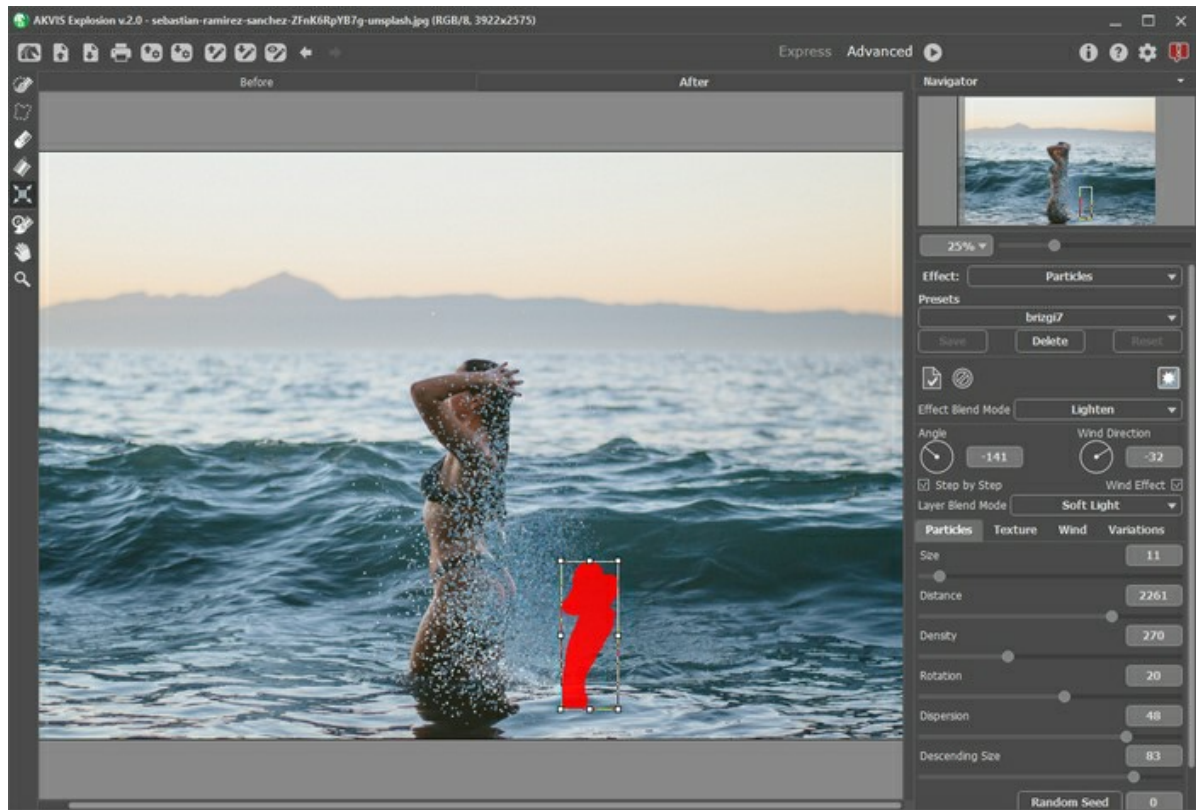 AKVIS Explosion v.2.0 - sebastian-ramirez-sanchez-ZFnK6RpYB7g-unsplash.jpg (RGB/8, 3922x2575)
Express Advanced
Before After Navigator
25%
Effect: Particles
Presets
brizgi7
Save Delete Reset
Effect Blend Mode Lighten
Angle Wind Direction
-141 -32
Step by Step Wind Effect
Layer Blend Mode Soft Light
Particles Texture Wind Variations
Size 11
Distance 2261
Density 270
Rotation 20
Dispersion 48
Descending Size 83
Random Seed 0